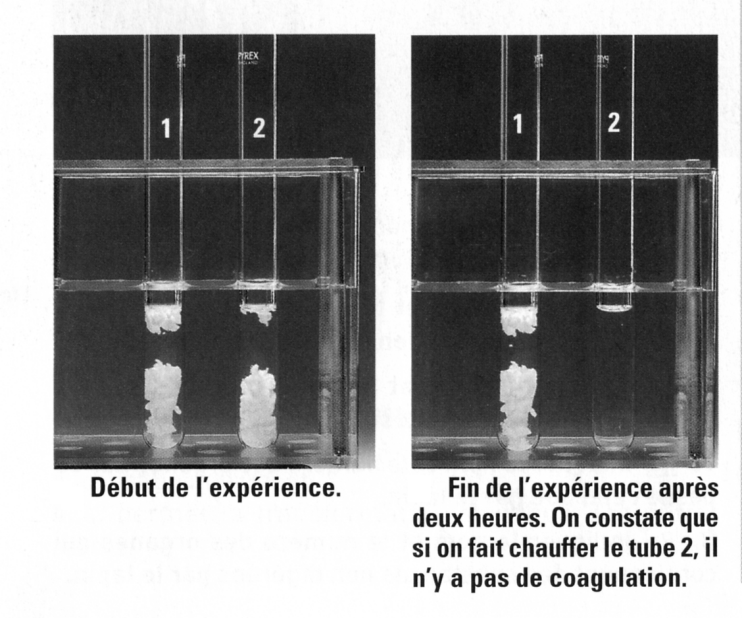 PYREX
1
2
1
2
Début de l'expérience.
Fin de l'expérience après
deux heures. On constate que
si on fait chauffer le tube 2, il
n'y a pas de coagulation.